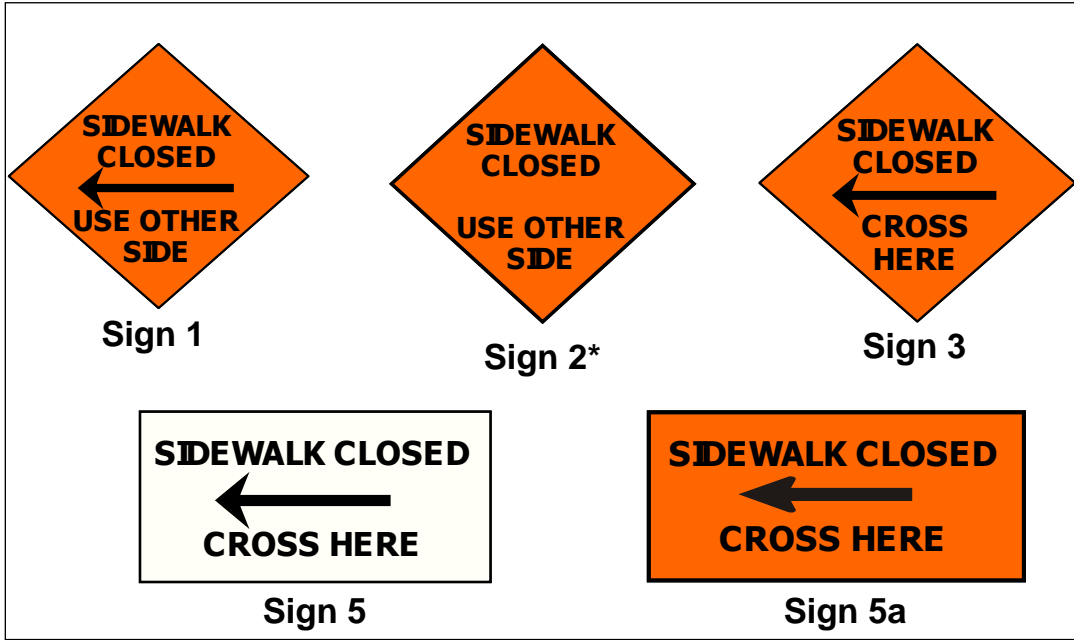 SIDEWALK
CLOSED
USE OTHER
SIDE
Sign 1
SIDEWALK
CLOSED
USE OTHER
SIDE
Sign 2*
SIDEWALK
CLOSED
CROSS
HERE
Sign 3
SIDEWALK CLOSED
CROSS HERE
Sign 5
SIDEWALK CLOSED
CROSS HERE
Sign 5a